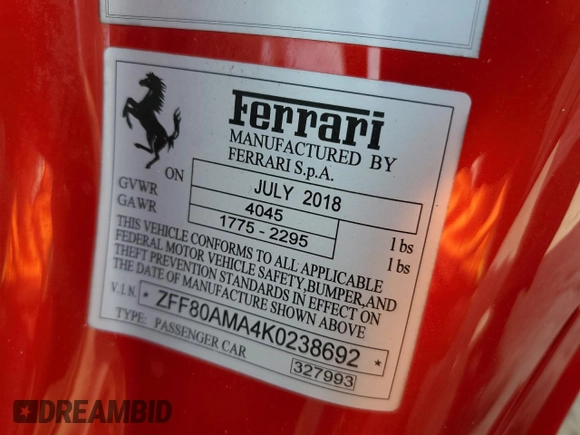 Ferrari
MANUFACTURED BY
FERRARI S.p.A.
ON JULY 2018
GVWR 4045 lbs
GAWR 1775 - 2295 lbs
THIS VEHICLE CONFORMS TO ALL APPLICABLE
FEDERAL MOTOR VEHICLE SAFETY,BUMPER,AND
THEFT PREVENTION STANDARDS IN EFFECT ON
THE DATE OF MANUFACTURE SHOWN ABOVE
V.I.N. * ZFF80AMA4K0238692 *
TYPE: PASSENGER CAR
327993
DREAMBID